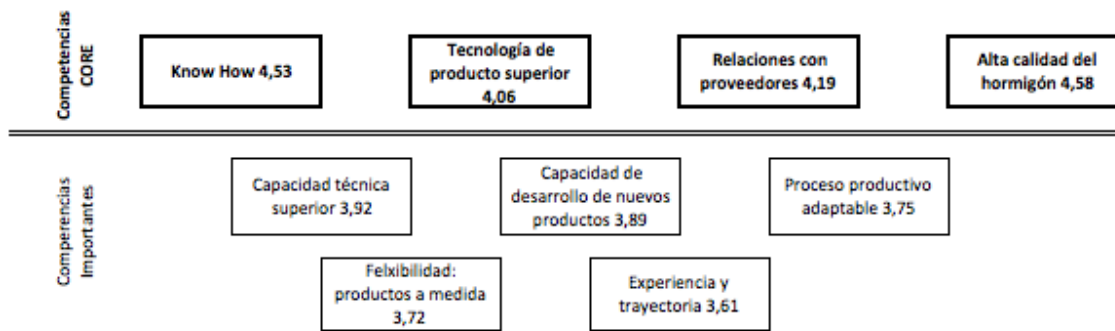 Competencias
CORE
Know How 4,53
Tecnología de
producto superior
4,06
Relaciones con
proveedores 4,19
Alta calidad del
hormigón 4,58
Comperencias
Importantes
Capacidad técnica
superior 3,92
Capacidad de
desarrollo de nuevos
productos 3,89
Proceso productivo
adaptable 3,75
Felxibilidad:
productos a medida
3,72
Experiencia y
trayectoria 3,61